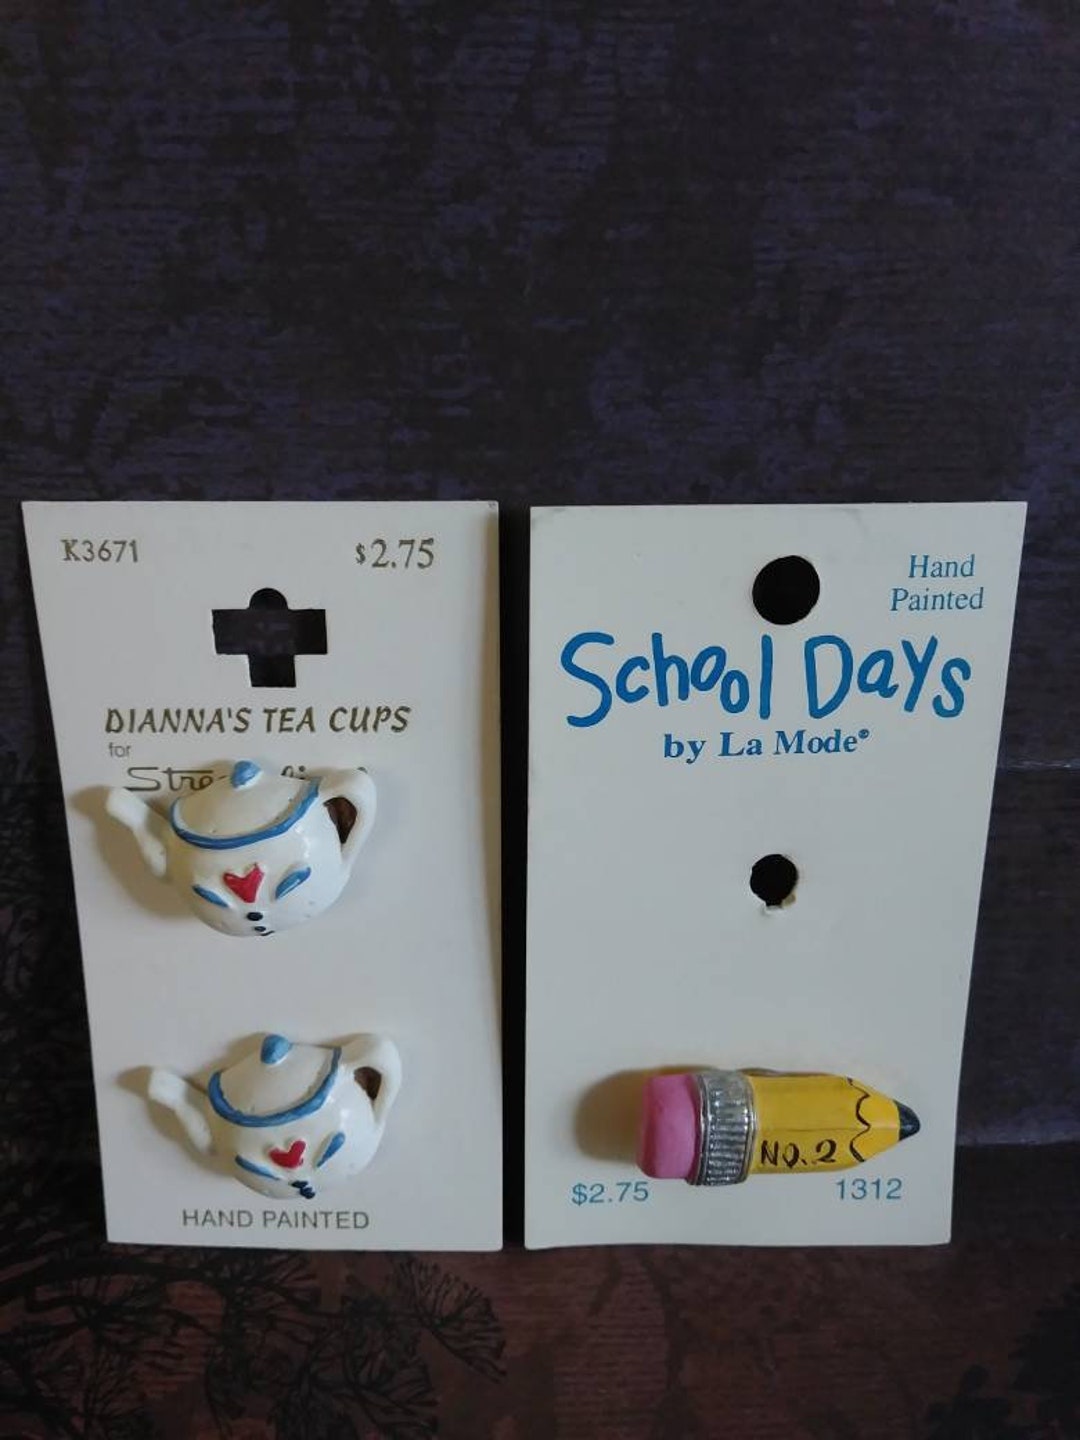 K3671
$2.75
DIANNA'S TEA CUPS
for
HAND PAINTED
Hand
Painted
School Days
by La Mode®
NO. 2
$2.75
1312